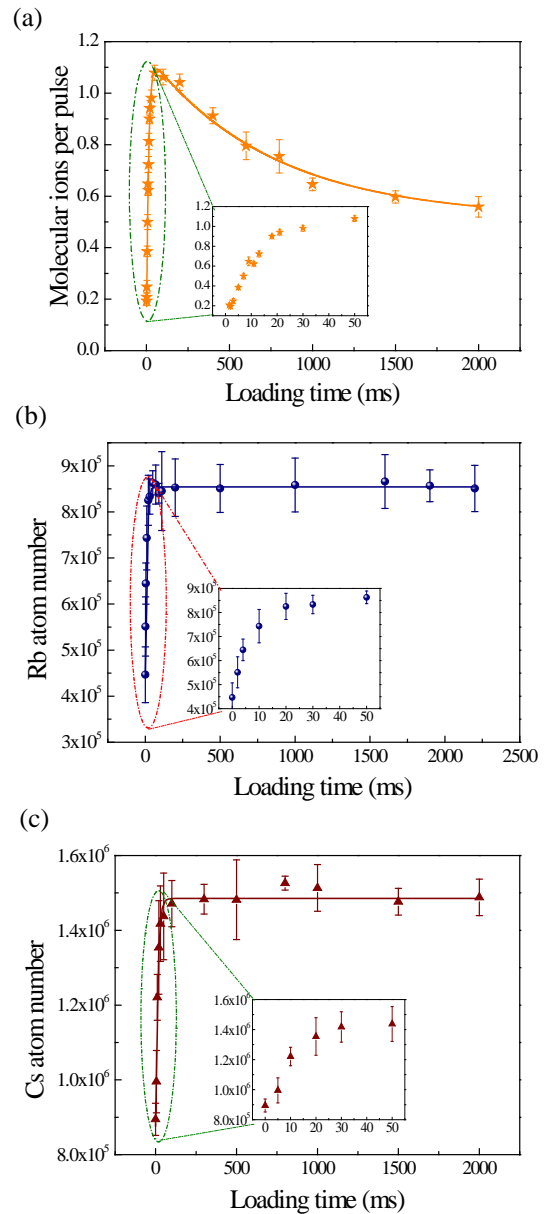 (a)
Molecular ions per pulse
1.2
1.0
0.8
0.6
0.4
0.2
0.0
1.2
1.0
0.8
0.6
0.4
0.2
0 10 20 30 40 50
0 500 1000 1500 2000
Loading time (ms)
(b)
Rb atom number
9x10⁵
8x10⁵
7x10⁵
6x10⁵
5x10⁵
4x10⁵
3x10⁵
9x10⁵
8x10⁵
7x10⁵
6x10⁵
5x10⁵
4x10⁵
0 10 20 30 40 50
0 500 1000 1500 2000 2500
Loading time (ms)
(c)
Cs atom number
1.6x10⁶
1.4x10⁶
1.2x10⁶
1.0x10⁶
8.0x10⁵
1.6x10⁶
1.4x10⁶
1.2x10⁶
1.0x10⁶
8.0x10⁵
0 10 20 30 40 50
0 500 1000 1500 2000
Loading time (ms)